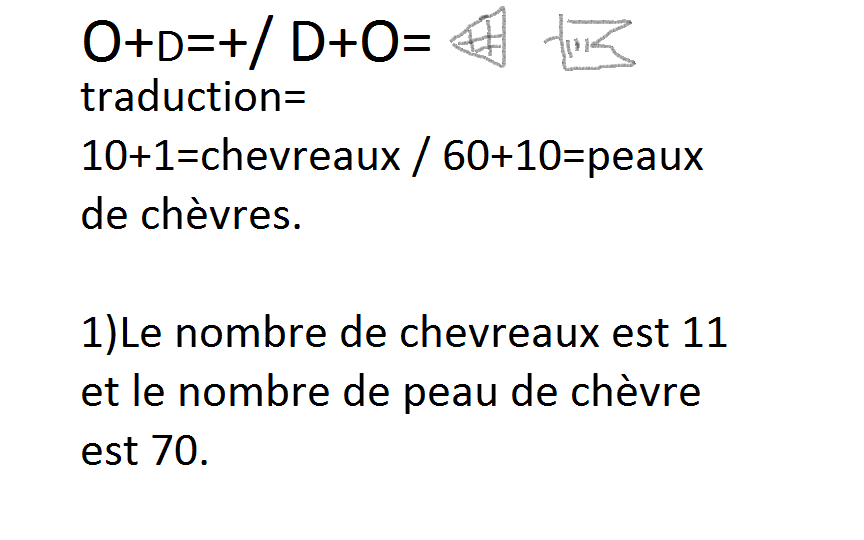 O+D=+/ D+O=
traduction=
10+1=chevreaux / 60+10=peaux
de chèvres.
1)Le nombre de chevreaux est 11
et le nombre de peau de chèvre
est 70.